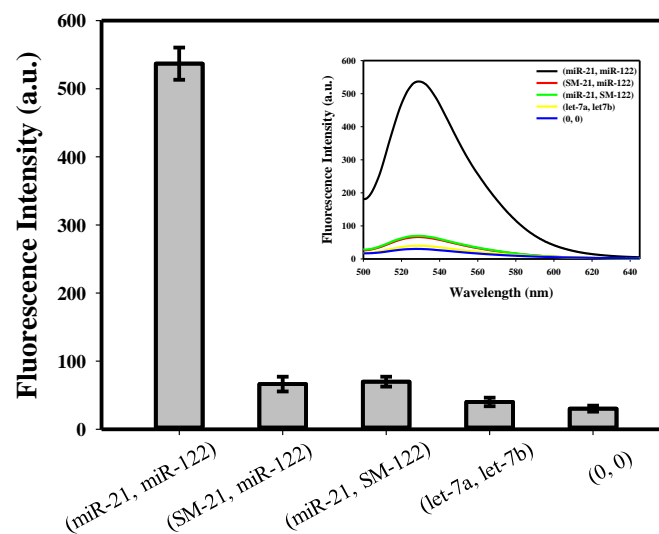 Fluorescence Intensity (a.u.)
600
500
400
300
200
100
0
(miR-21, miR-122)
(SM-21, miR-122)
(miR-21, SM-122)
(let-7a, let-7b)
(0, 0)
Fluorescence Intensity (a.u.)
600
500
400
300
200
100
0
500 520 540 560 580 600 620 640
Wavelength (nm)
(miR-21, miR-122)
(SM-21, miR-122)
(miR-21, SM-122)
(let-7a, let7b)
(0, 0)